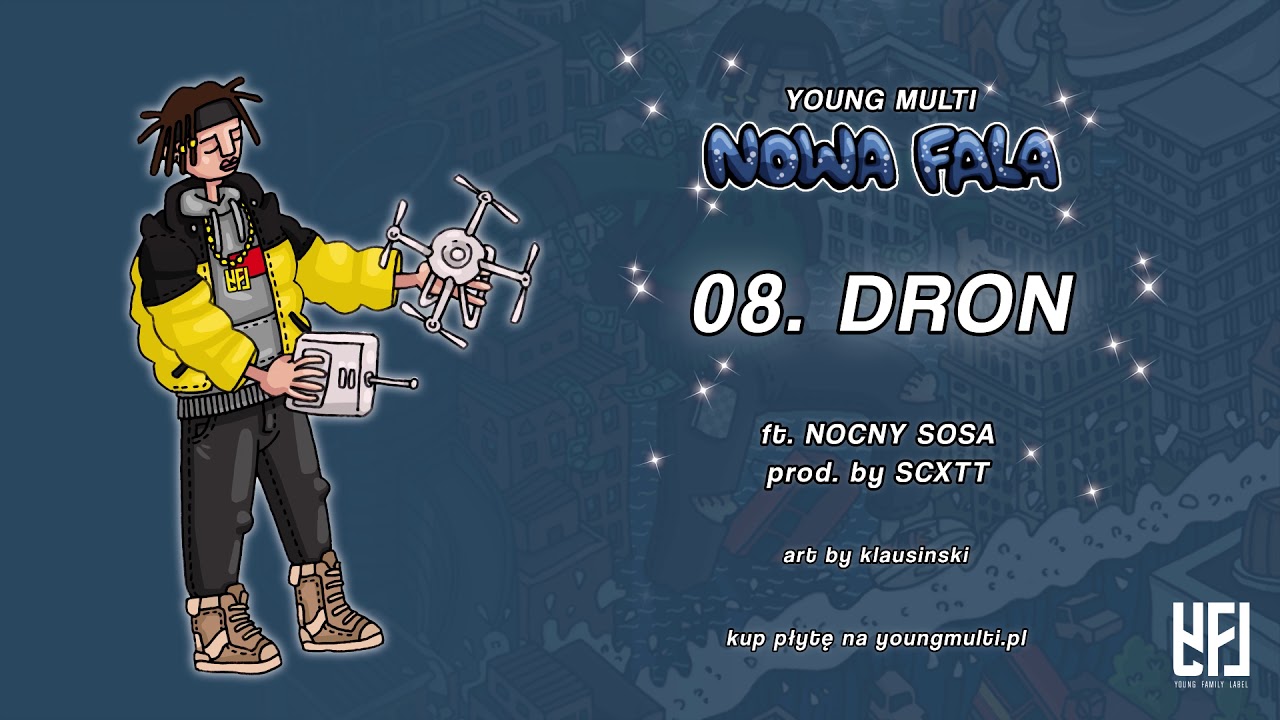 YOUNG MULTI
NOWA FALA
08. DRON
ft. NOCNY SOSA
prod. by SCXTT
art by klausinski
kup płytę na youngmulti.pl
YFL
YOUNG FAMILY LABEL
YFL